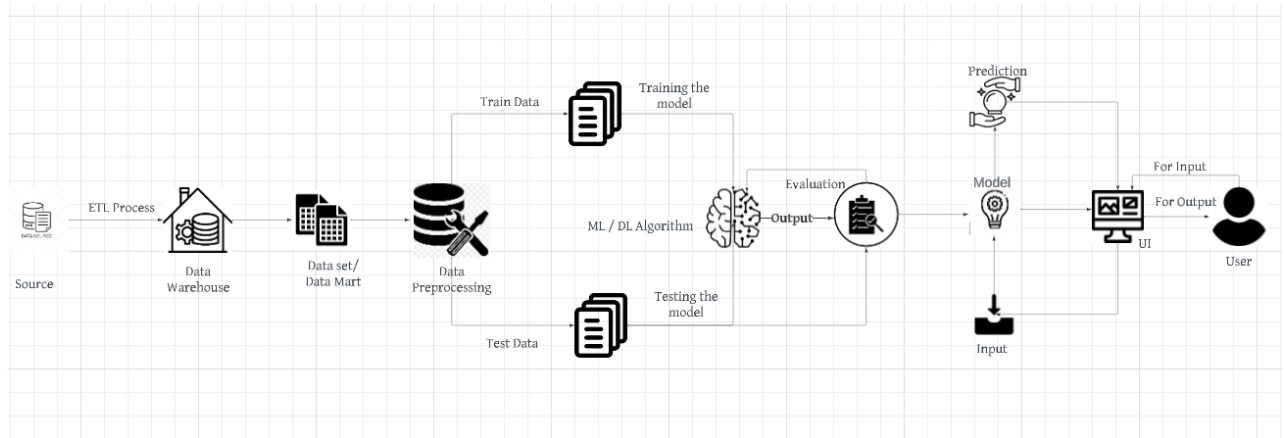 Prediction
Training the
model
Train Data
For Input
Evaluation
Model
ETL Process
For Output
ML / DL Algorithm
Output
UI
Data set/
Data Mart
Data
Warehouse
Data
Preprocessing
User
Source
Testing the
model
Test Data
Input